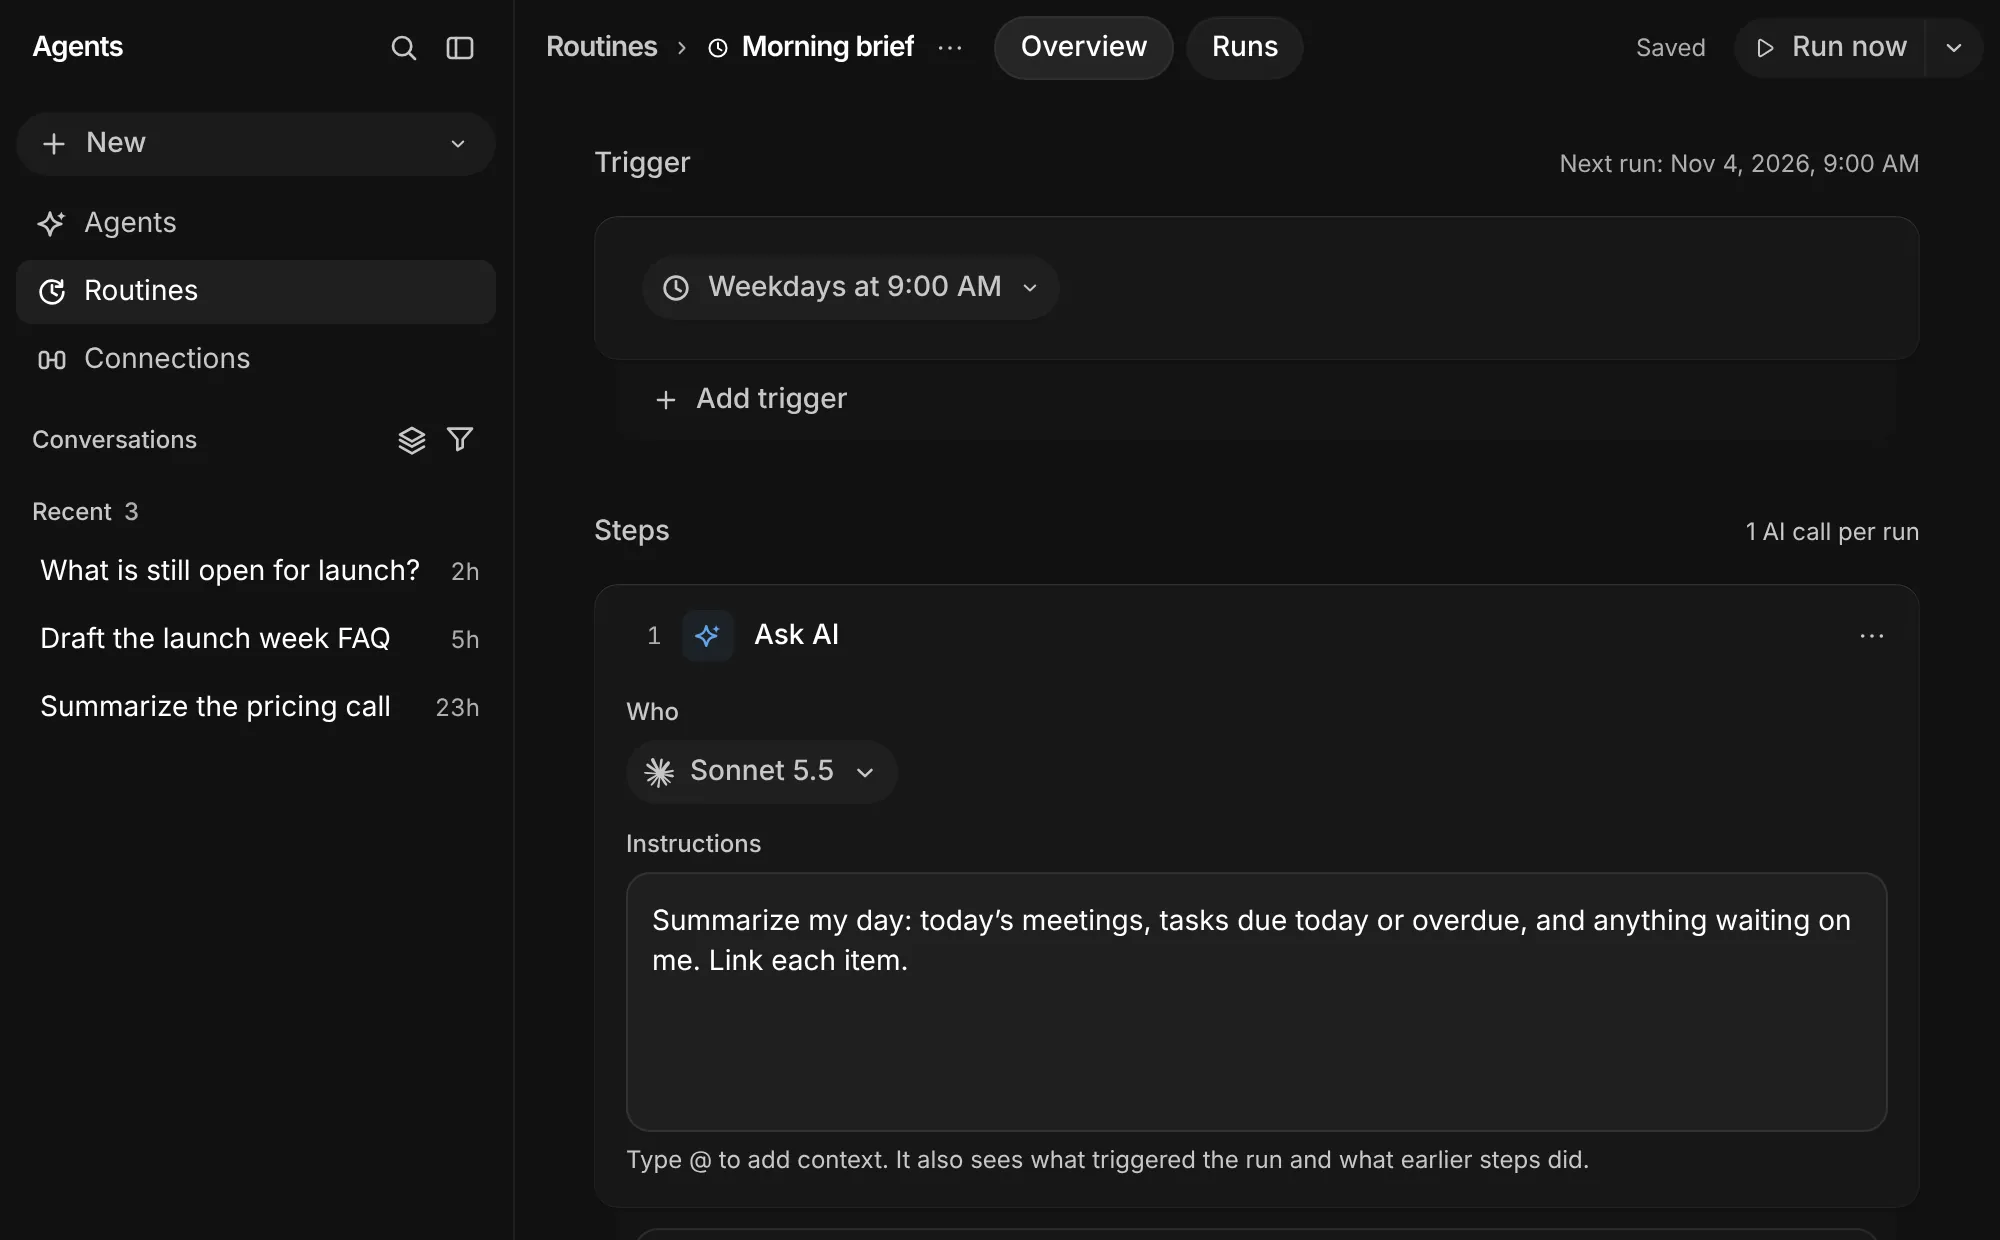 Agents
New
Agents
Routines
Connections
Conversations
Recent 3
What is still open for launch? 2h
Draft the launch week FAQ 5h
Summarize the pricing call 23h
Routines › Morning brief ... Overview Runs
Saved Run now
Trigger Next run: Nov 4, 2026, 9:00 AM
Weekdays at 9:00 AM
Add trigger
Steps 1 AI call per run
1 Ask AI
Who
Sonnet 5.5
Instructions
Summarize my day: today’s meetings, tasks due today or overdue, and anything waiting on
me. Link each item.
Type @ to add context. It also sees what triggered the run and what earlier steps did.